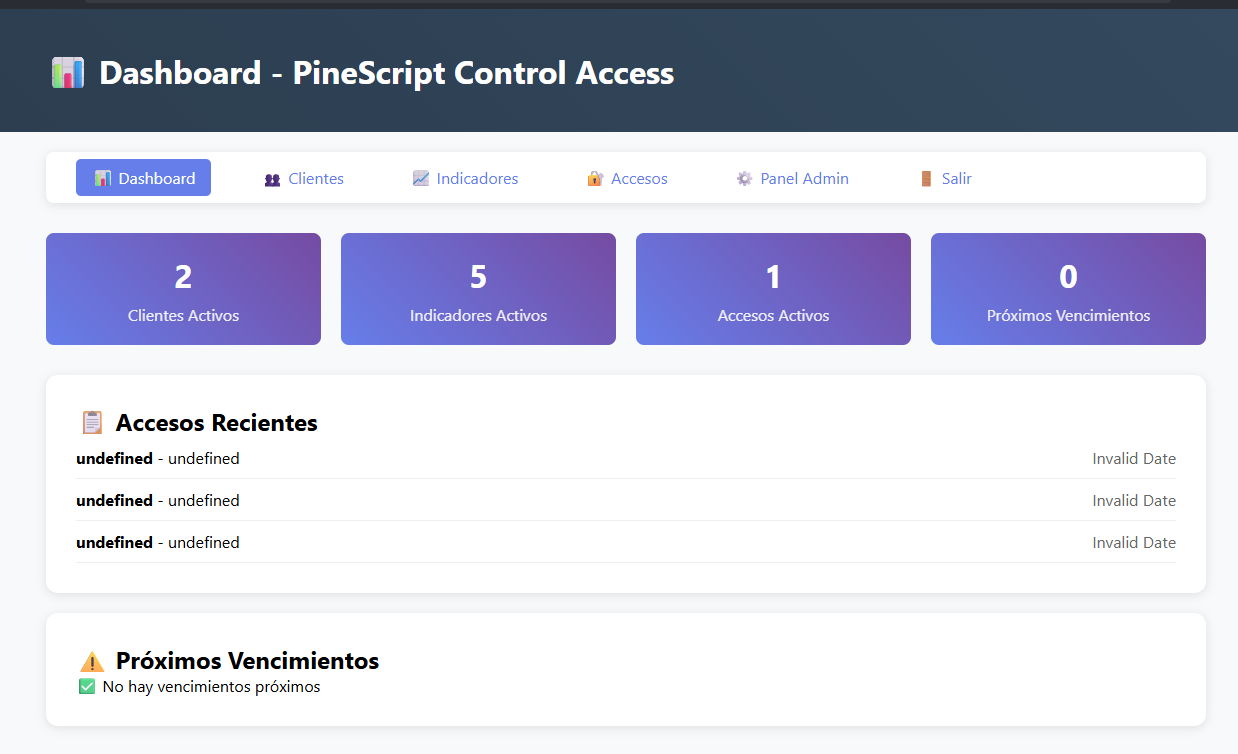 Dashboard - PineScript Control Access
Dashboard Clientes Indicadores Accesos Panel Admin Salir
2 5 1 0
Clientes Activos Indicadores Activos Accesos Activos Próximos Vencimientos
Accesos Recientes
undefined - undefined Invalid Date
undefined - undefined Invalid Date
undefined - undefined Invalid Date
Próximos Vencimientos
No hay vencimientos próximos